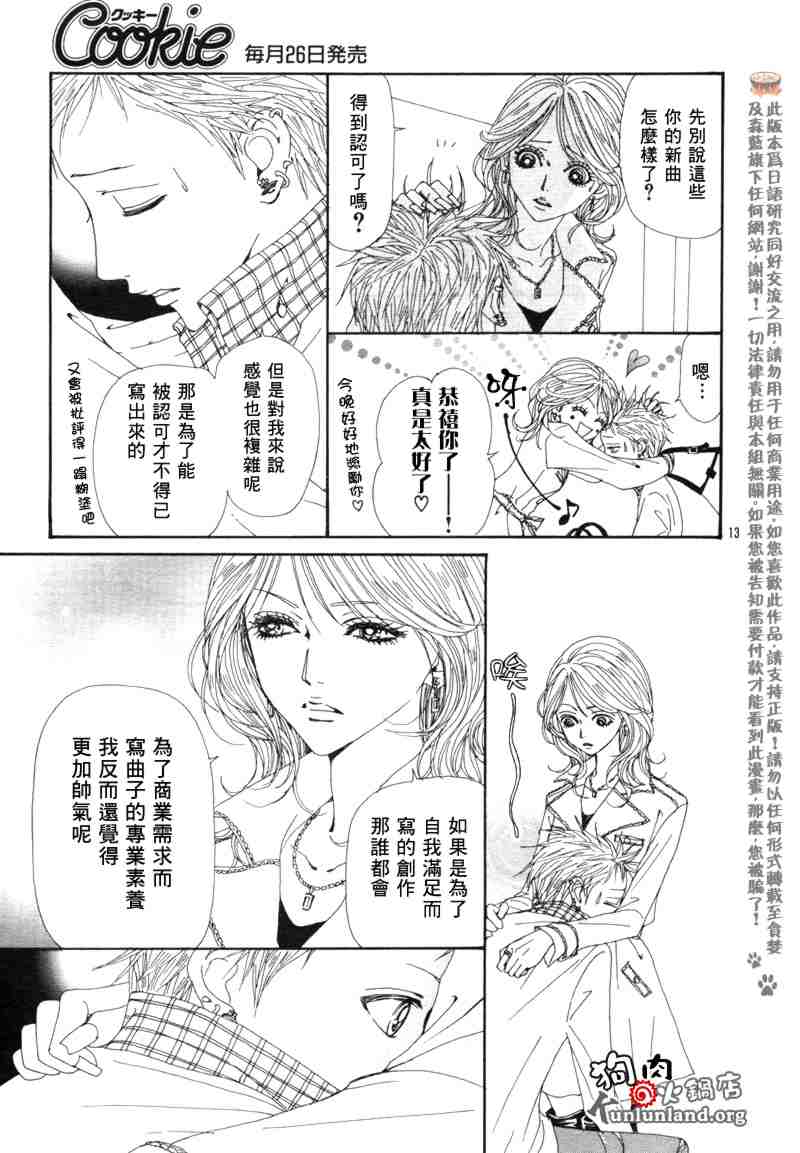 クッキー
Cookie
毎月26日発売
先別說這些
你的新曲
怎麼樣了？
得到認可了嗎？
嗯…
呀
恭禧你了——！
真是太好了♡
今晚好好地獎勵你♡
但是對我來說
感覺也很複雜呢
那是為了能
被認可才不得已
寫出來的
又會被批評得一蹋糊塗吧
13
唉
如果是為了
自我滿足而
寫的創作
那誰都會
為了商業需求而
寫曲子的專業素養
我反而還覺得
更加帥氣呢
此版本為日語研究同好交流之用，請勿用于任何商業用途，如您喜歡此作品，請支持正版！請勿以任何形式轉載至貪婪
及森藍旗下任何網站，謝謝！一切法律責任與本組無關。如果您被告知需要付款才能看到此漫畫，那麼，您被騙了！
狗肉
火鍋店
Kunlunland.org